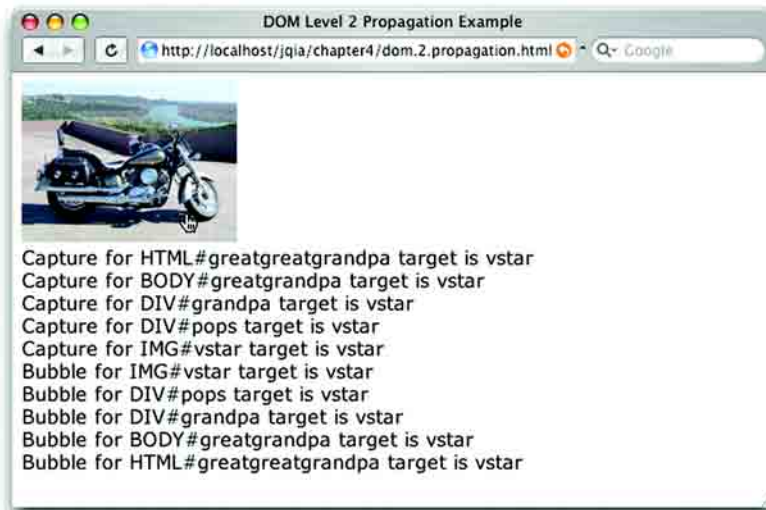 DOM Level 2 Propagation Example
http://localhost/jqia/chapter4/dom.2.propagation.html
Google
Capture for HTML#greatgreatgrandpa target is vstar
Capture for BODY#greatgrandpa target is vstar
Capture for DIV#grandpa target is vstar
Capture for DIV#pops target is vstar
Capture for IMG#vstar target is vstar
Bubble for IMG#vstar target is vstar
Bubble for DIV#pops target is vstar
Bubble for DIV#grandpa target is vstar
Bubble for BODY#greatgrandpa target is vstar
Bubble for HTML#greatgreatgrandpa target is vstar